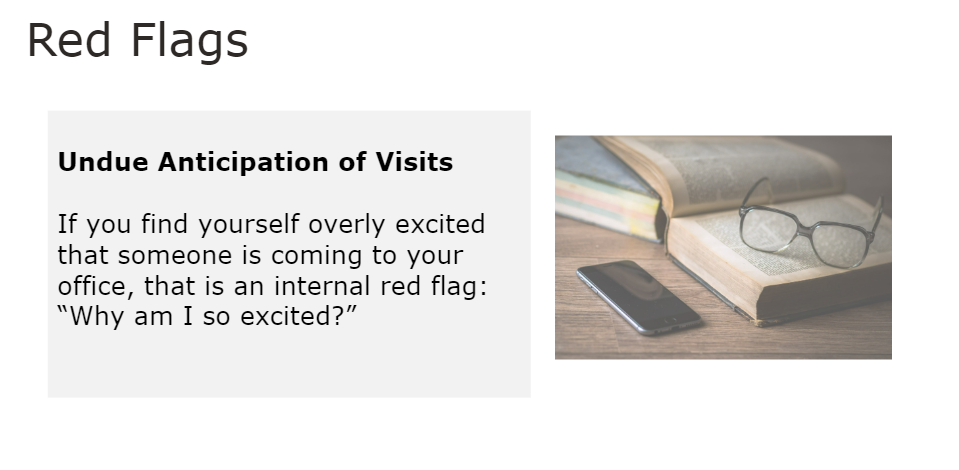 Red Flags
Undue Anticipation of Visits
If you find yourself overly excited
that someone is coming to your
office, that is an internal red flag:
“Why am I so excited?”